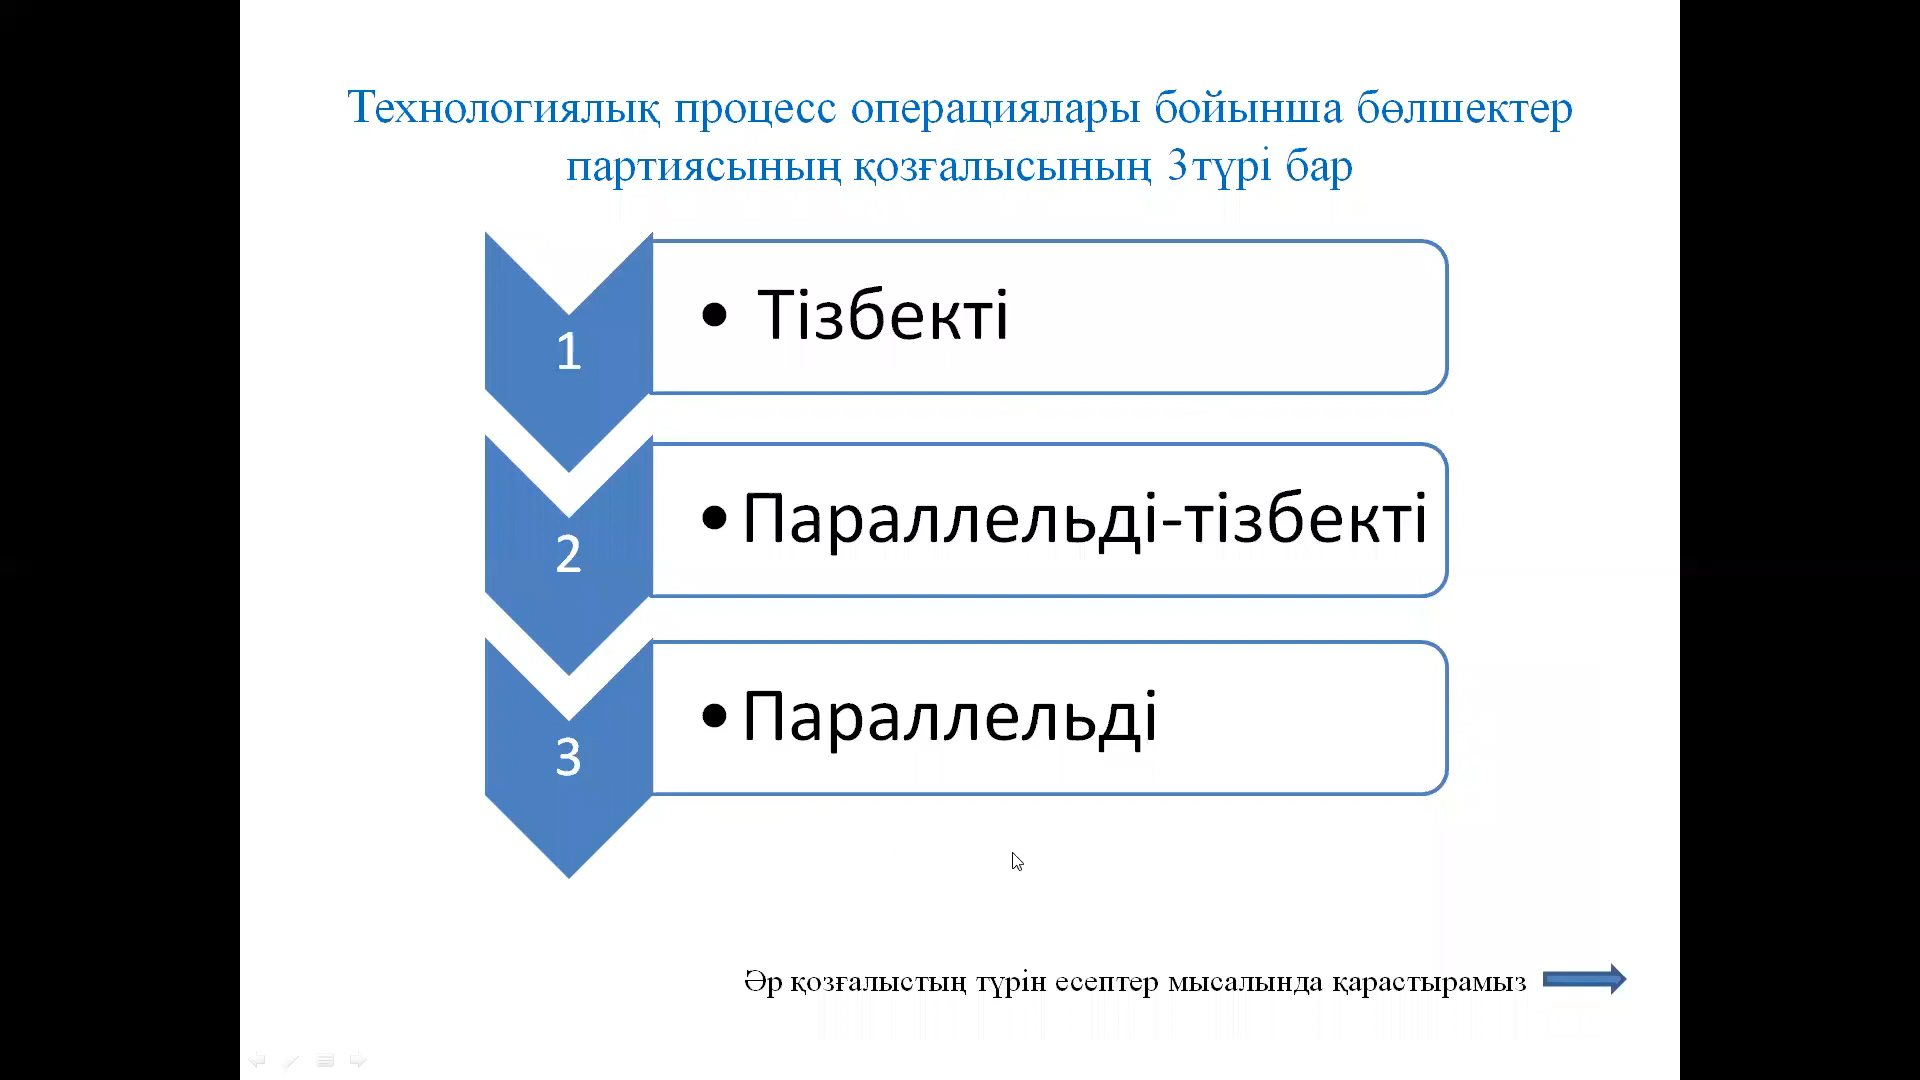 Технологиялық процесс операциялары бойынша бөлшектер
партиясының қозғалысының 3түрі бар
1
• Тізбекті
2
• Параллельді-тізбекті
3
• Параллельді
Әр қозғалыстың түрін есептер мысалында қарастырамыз